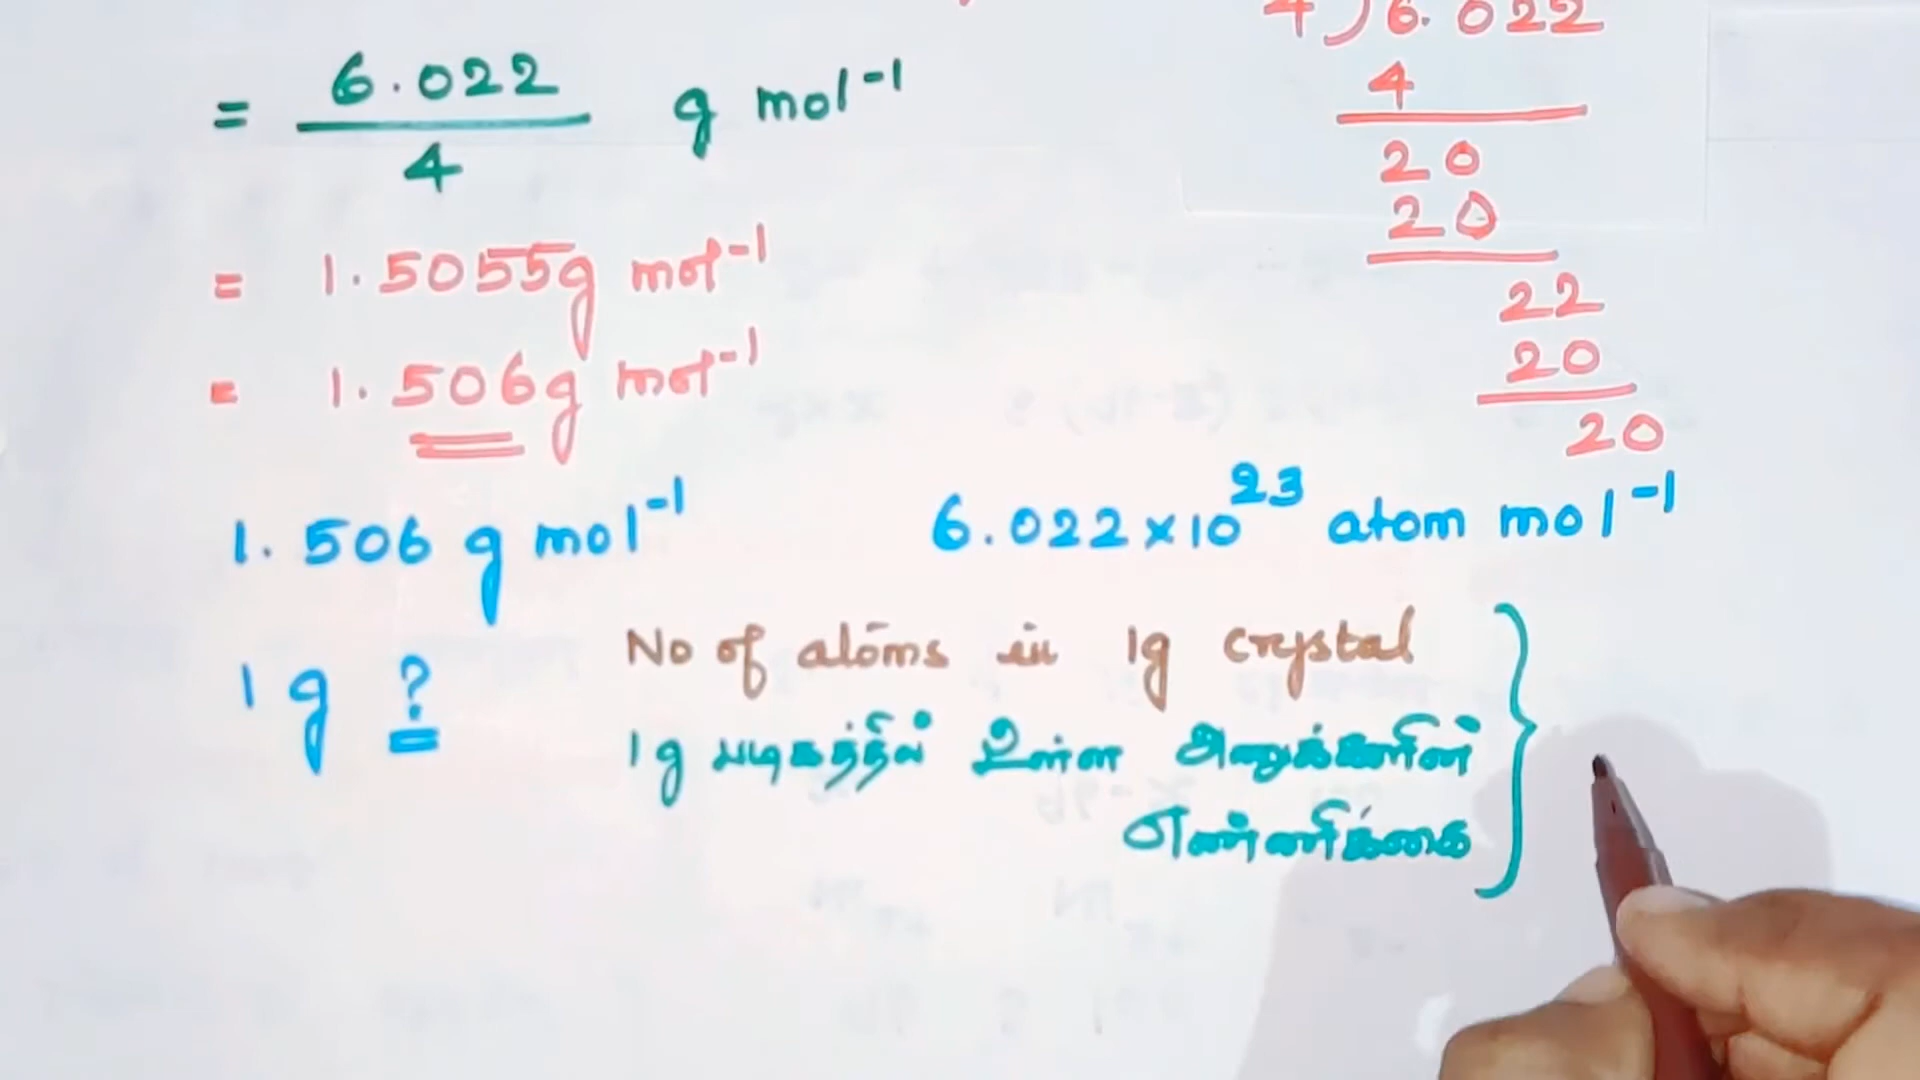 = 6.022 / 4 g mol⁻¹
= 1.5055g mol⁻¹
= 1.506g mol⁻¹
4)6.022
4
20
20
22
20
20
1.506 g mol⁻¹ 6.022×10²³ atom mol⁻¹
1g ? No of atoms in 1g crystal
1g படிகத்தில் உள்ள அணுக்களின்
எண்ணிக்கை